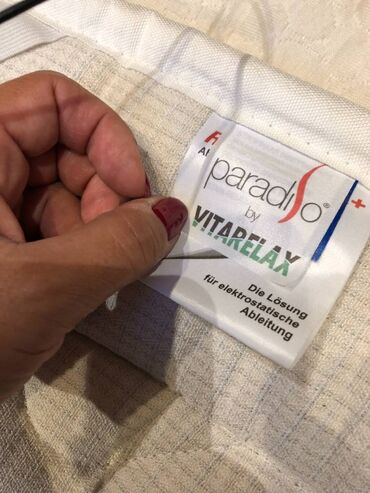 paradiso®
by
VITARELAX
Die Lösung
für elektrostatische
Ableitung